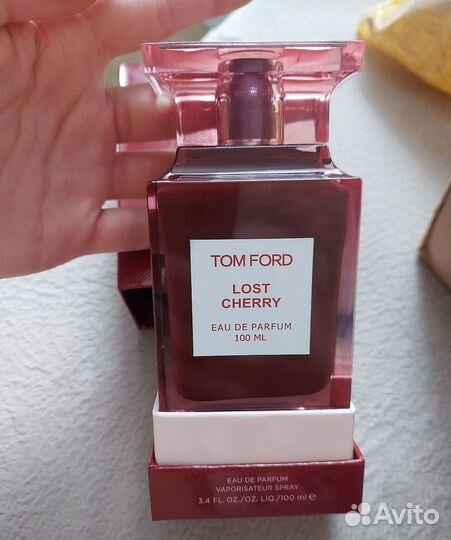 TOM FORD
LOST
CHERRY
EAU DE PARFUM
100 ML
EAU DE PARFUM
VAPORISATEUR SPRAY
3.4 FL. OZ./OZ. LIQ./100 ml e
Avito